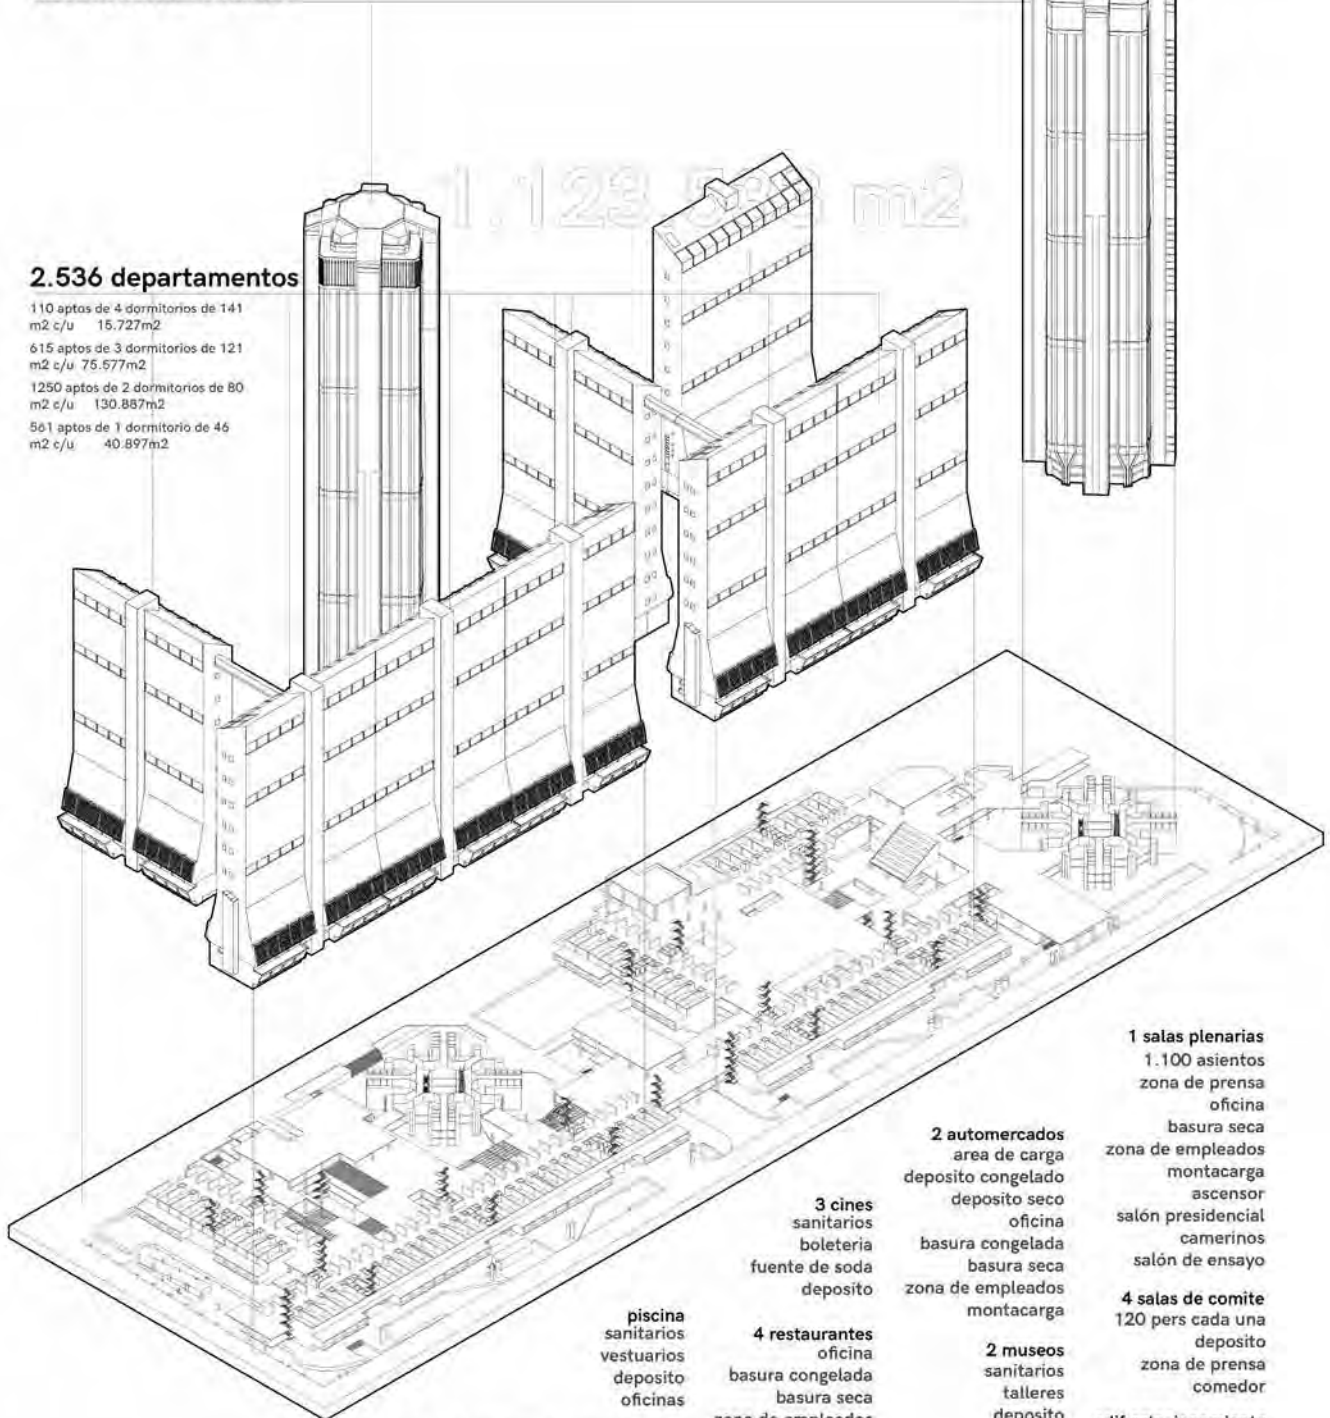 2.536 departamentos
110 aptos de 4 dormitorios de 141
m2 c/u 15.727m2
615 aptos de 3 dormitorios de 121
m2 c/u 75.577m2
1250 aptos de 2 dormitorios de 80
m2 c/u 130.887m2
561 aptos de 1 dormitorio de 46
m2 c/u 40.897m2
m2
piscina
sanitarios
vestuarios
deposito
oficinas
3 cines
sanitarios
boleteria
fuente de soda
deposito
4 restaurantes
oficina
basura congelada
basura seca
zona de empleados
2 automercados
area de carga
deposito congelado
deposito seco
oficina
basura congelada
basura seca
zona de empleados
montacarga
2 museos
sanitarios
talleres
deposito
1 salas plenarias
1.100 asientos
zona de prensa
oficina
basura seca
zona de empleados
montacarga
ascensor
salón presidencial
camerinos
salón de ensayo
4 salas de comite
120 pers cada una
deposito
zona de prensa
comedor